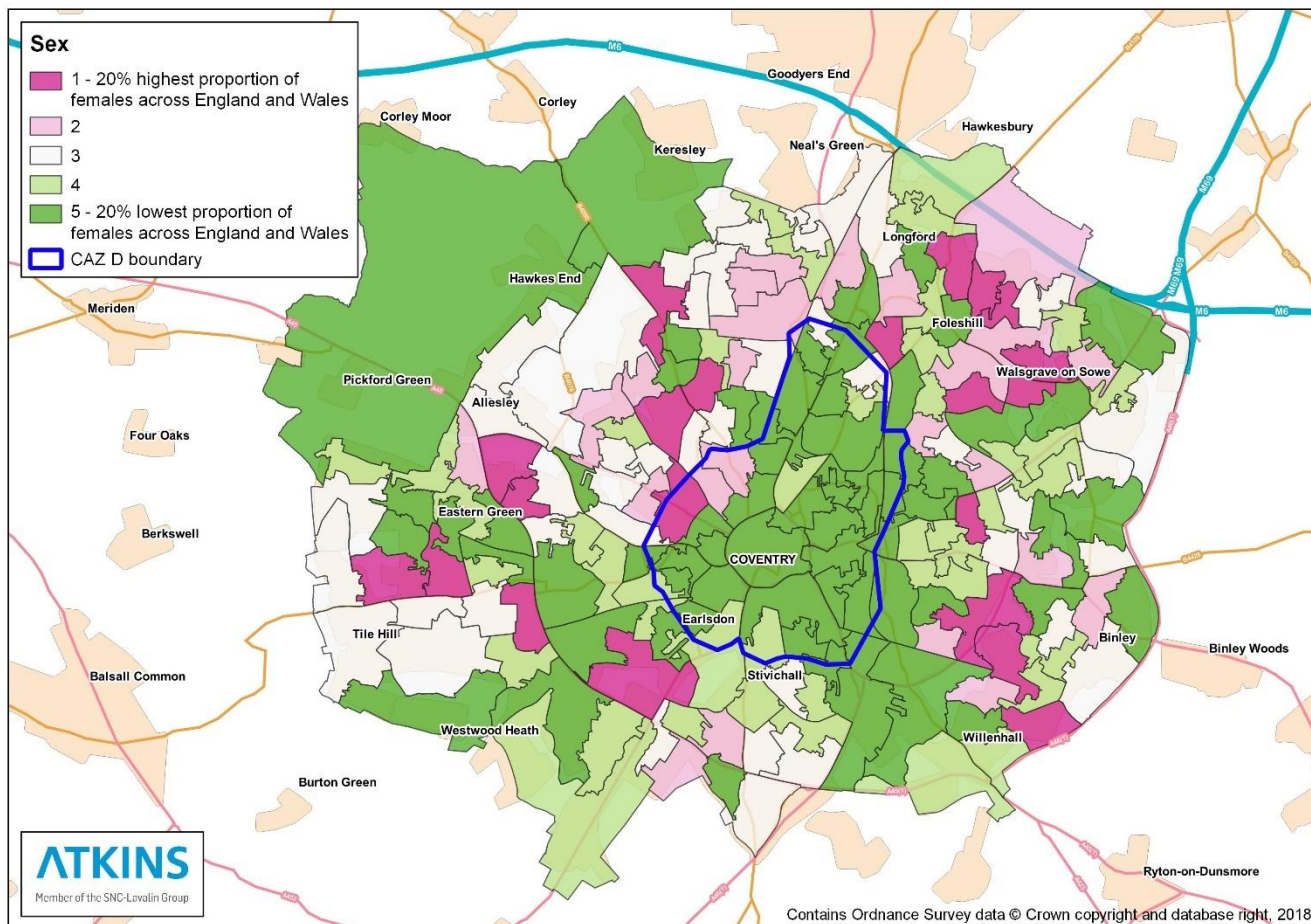 Sex
1 - 20% highest proportion of
females across England and Wales
2
3
4
5 - 20% lowest proportion of
females across England and Wales
CAZ D boundary
M6
Goodyers End
Corley
Corley Moor
Hawkesbury
Keresley
Neal's Green
M69
Longford
Hawkes End
M69
M69
Meriden
M6
M6
Foleshill
Pickford Green
Walsgrave on Sowe
Allesley
Four Oaks
Eastern Green
Berkswell
COVENTRY
Earlsdon
Tile Hill
Binley
Binley Woods
Balsall Common
Stivichall
Westwood Heath
Willenhall
Burton Green
ATKINS
Member of the SNC-Lavalin Group
Ryton-on-Dunsmore
Contains Ordnance Survey data © Crown copyright and database right, 2018